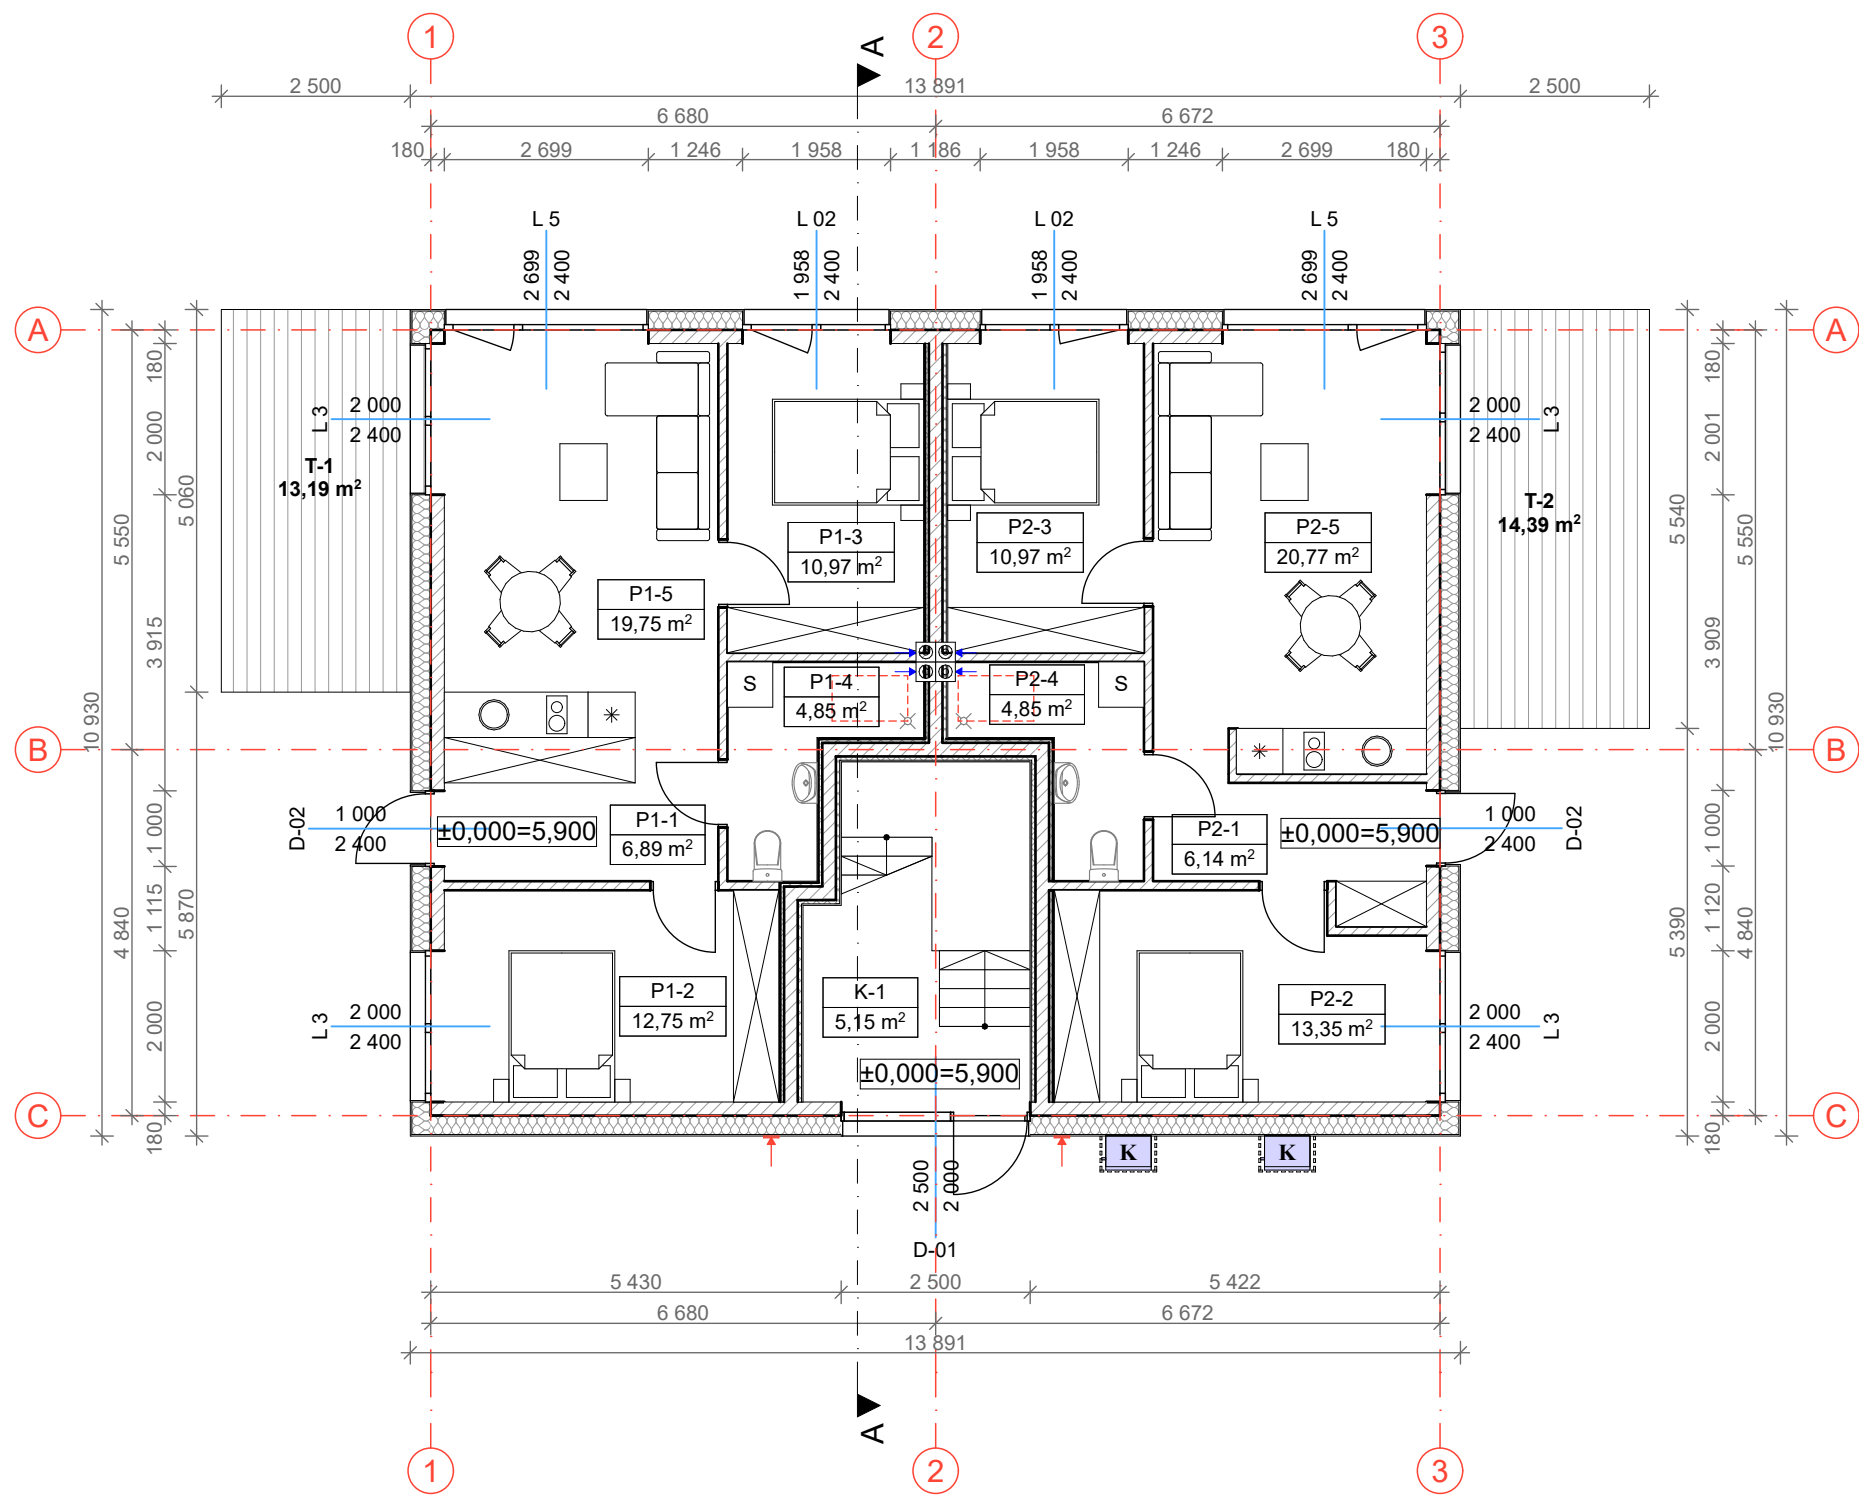 1
2
3
A
2 500
13 891
2 500
6 680
6 672
180
2 699
1 246
1 958
1 186
1 958
1 246
2 699
180
L 5
L 02
L 02
L 5
2 699
2 400
1 958
2 400
1 958
2 400
2 699
2 400
A
A
180
2 000
5 060
5 550
3 915
10 930
L 3
2 000
2 400
T-1
13,19 m²
L 3
2 000
2 400
T-2
14,39 m²
180
2 001
5 540
5 550
3 909
10 930
P1-3
10,97 m²
P2-3
10,97 m²
P2-5
20,77 m²
P1-5
19,75 m²
S
P1-4
4,85 m²
P2-4
4,85 m²
S
B
B
D-02
1 000
2 400
±0,000=5,900
P1-1
6,89 m²
P2-1
6,14 m²
±0,000=5,900
1 000
2 400
D-02
1 000
1 115
5 870
4 840
2 000
180
1 000
1 120
5 390
4 840
2 000
180
L 3
2 000
2 400
P1-2
12,75 m²
K-1
5,15 m²
P2-2
13,35 m²
2 000
2 400
L 3
±0,000=5,900
C
C
K
K
2 500
2 000
D-01
5 430
2 500
5 422
6 680
6 672
13 891
A
1
2
3